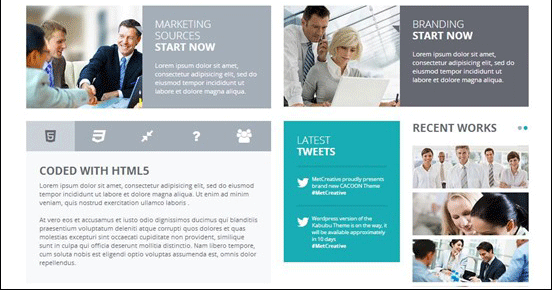 MARKETING
SOURCES
START NOW
Lorem ipsum dolor sit amet,
consectetur adipisicing elit, sed
do eiusmod tempor incididunt ut
labore et dolore magna aliqua.
BRANDING
START NOW
Lorem ipsum dolor sit amet,
consectetur adipisicing elit, sed
do eiusmod tempor incididunt ut
labore et dolore magna aliqua.
5
?
CODED WITH HTML5
Lorem ipsum dolor sit amet, consectetur adipisicing elit, sed do eiusmod
tempor incididunt ut labore et dolore magna aliqua. Ut enim ad minim
veniam, quis nostrud exercitation ullamco laboris .
At vero eos et accusamus et iusto odio dignissimos ducimus qui blanditiis
praesentium voluptatum deleniti atque corrupti quos dolores et quas
molestias excepturi sint occaecati cupiditate non provident, similique
sunt in culpa qui officia deserunt mollitia. Nam libero tempore,
cum soluta nobis eligendi optio voluptas assumenda est, omnis dolor
repellendus.
LATEST
TWEETS
MetCreative proudly presents
brand new CACOON Theme
#MetCreative
Wordpress version of the
Kabubu Theme is on the way, it
will be available approximately
in 10 days
#MetCreative
RECENT WORKS